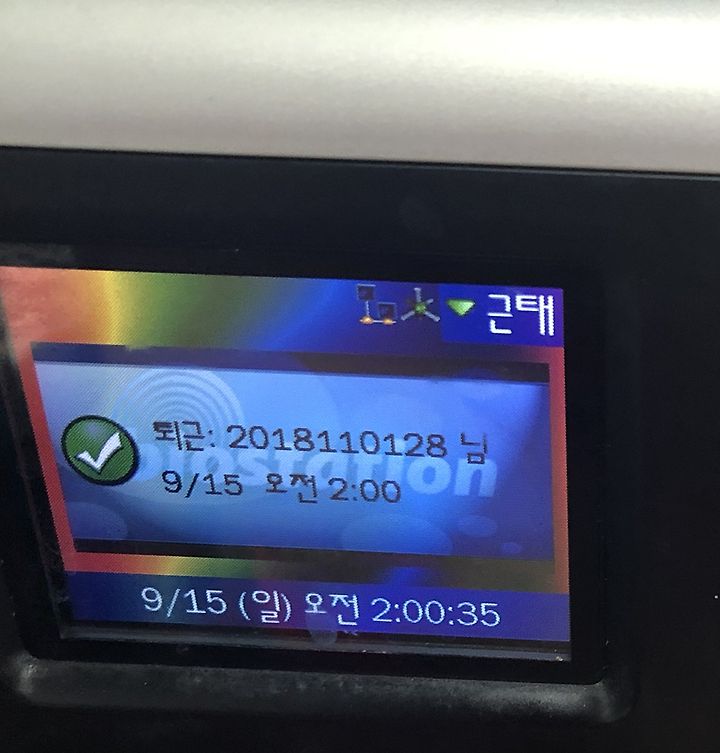 근태
퇴근: 2018110128 님
9/15 오전 2:00
biostation
9/15 (일) 오전 2:00:35